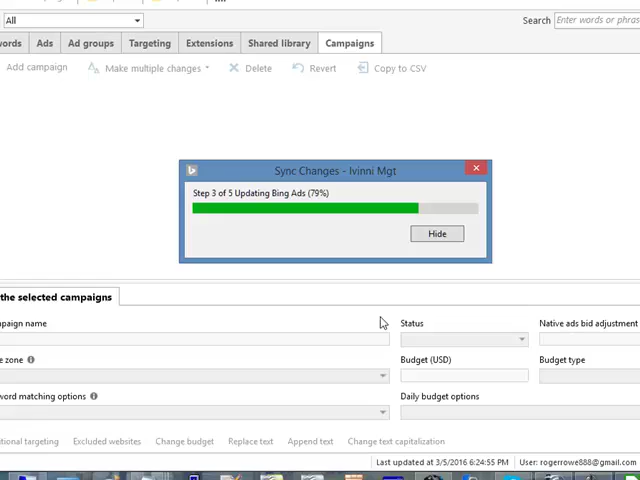 All
Search
Enter words or phras
words
Ads
Ad groups
Targeting
Extensions
Shared library
Campaigns
Add campaign
Make multiple changes
Delete
Revert
Copy to CSV
Sync Changes - Ivinni Mgt
Step 3 of 5 Updating Bing Ads (79%)
Hide
the selected campaigns
mpaign name
Status
Native ads bid adjustment
e zone
Budget (USD)
Budget type
word matching options
Daily budget options
itional targeting
Excluded websites
Change budget
Replace text
Append text
Change text capitalization
Last updated at 3/5/2016 6:24:55 PM
User: rogerrowe888@gmail.com